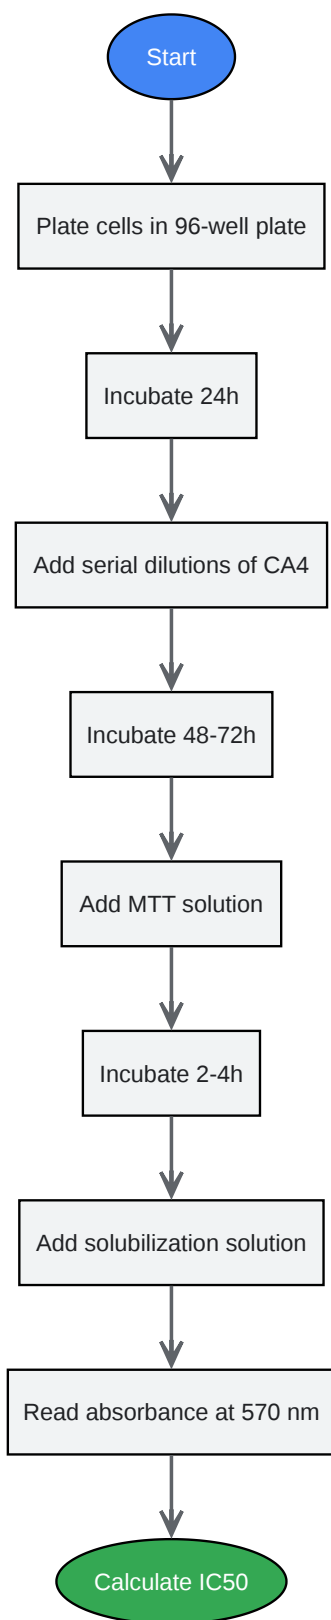 Start
Plate cells in 96-well plate
Incubate 24h
Add serial dilutions of CA4
Incubate 48-72h
Add MTT solution
Incubate 2-4h
Add solubilization solution
Read absorbance at 570 nm
Calculate IC50